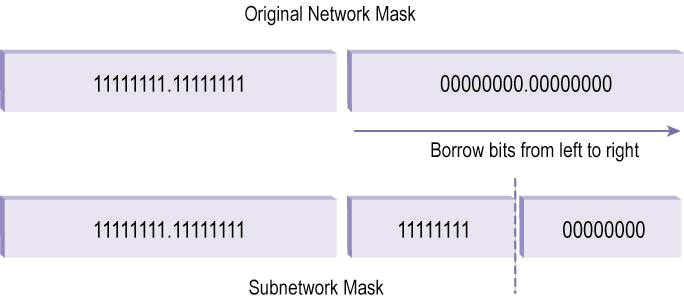 Original Network Mask
11111111.11111111 00000000.00000000
Borrow bits from left to right
11111111.11111111 11111111 00000000
Subnetwork Mask